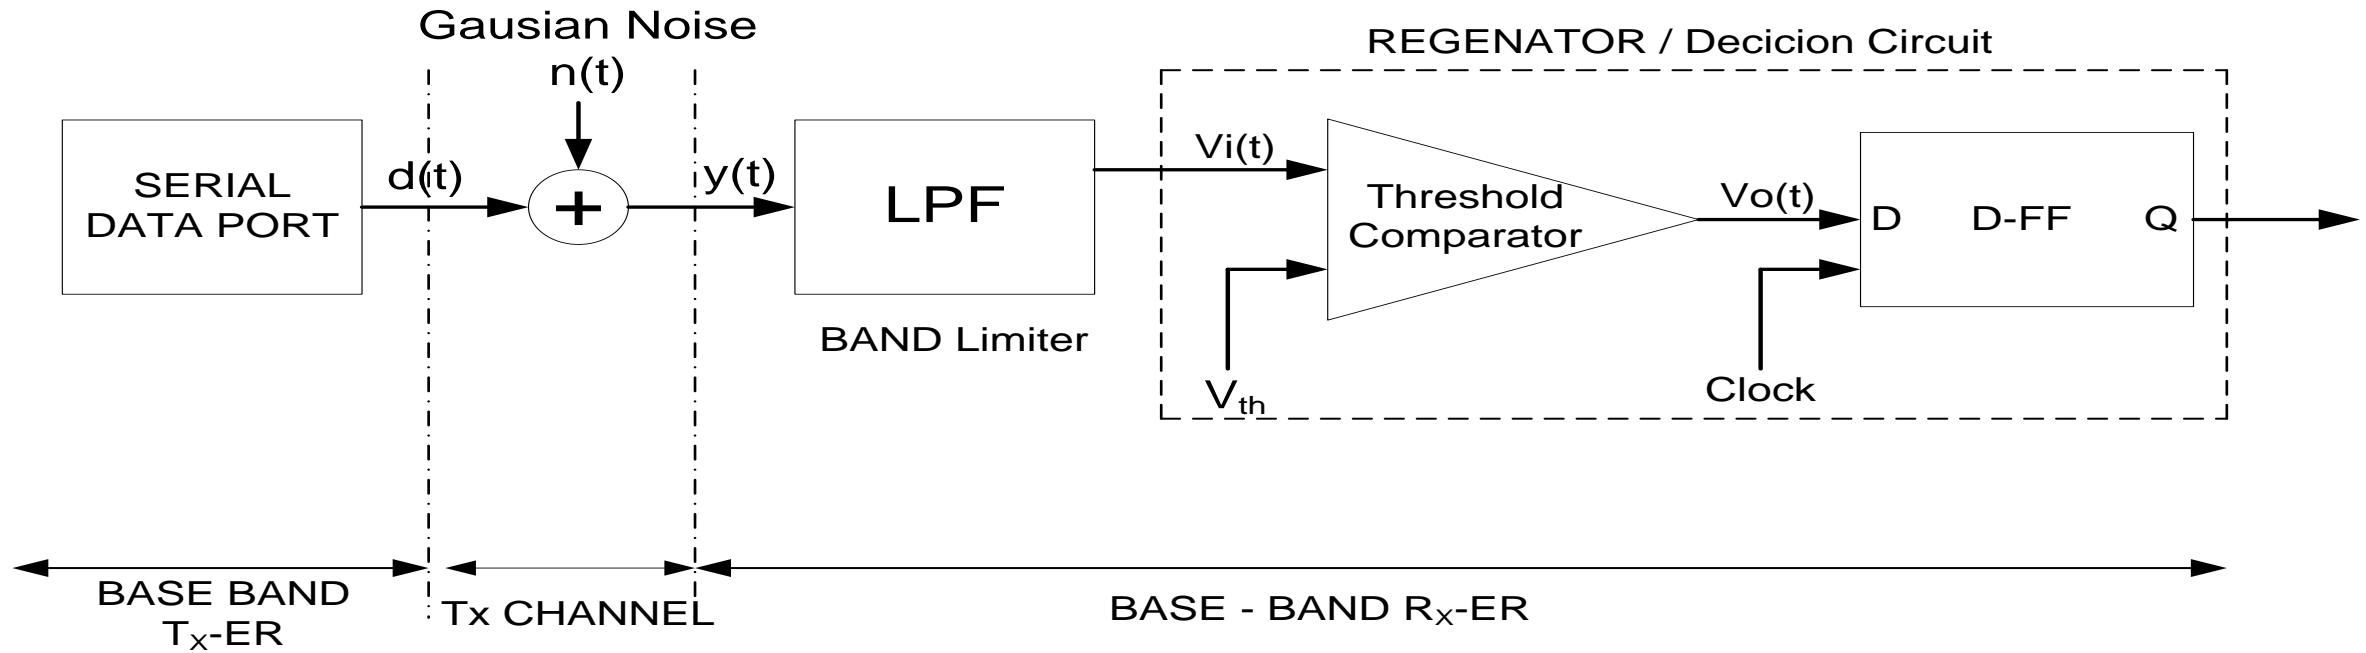 Gausian Noise
n(t)
REGENATOR / Decicion Circuit
SERIAL
DATA PORT
d(t)
+
y(t)
LPF
BAND Limiter
Vi(t)
Threshold
Comparator
Vth
Vo(t)
D D-FF Q
Clock
BASE BAND
TX-ER
Tx CHANNEL
BASE - BAND RX-ER